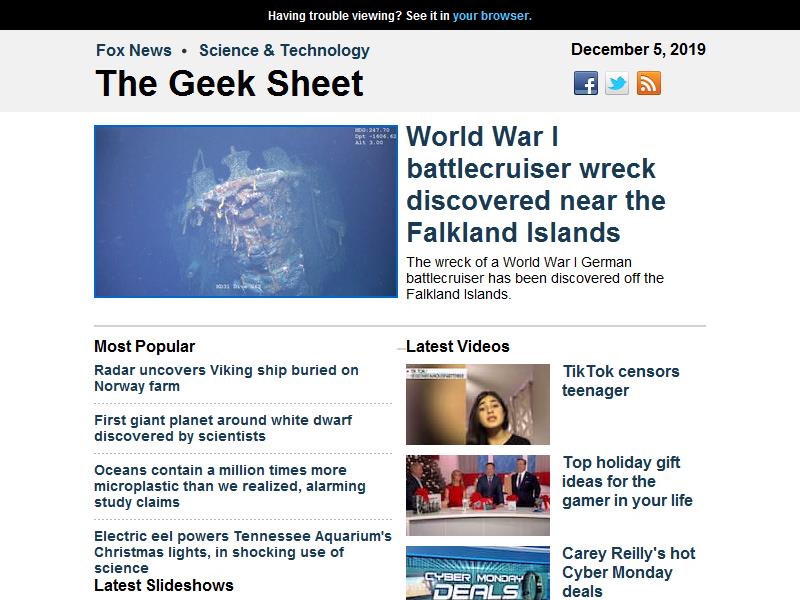 Having trouble viewing? See it in your browser.
Fox News • Science & Technology
December 5, 2019
The Geek Sheet
HDG:247.70
Dpt -1606.62
Alt 3.00
World War I
battlecruiser wreck
discovered near the
Falkland Islands
The wreck of a World War I German
battlecruiser has been discovered off the
Falkland Islands.
Most Popular
Radar uncovers Viking ship buried on
Norway farm
First giant planet around white dwarf
discovered by scientists
Oceans contain a million times more
microplastic than we realized, alarming
study claims
Electric eel powers Tennessee Aquarium's
Christmas lights, in shocking use of
science
Latest Slideshows
Latest Videos
TikTok censors
teenager
Top holiday gift
ideas for the
gamer in your life
CYBER MONDAY
DEALS
Carey Reilly's hot
Cyber Monday
deals